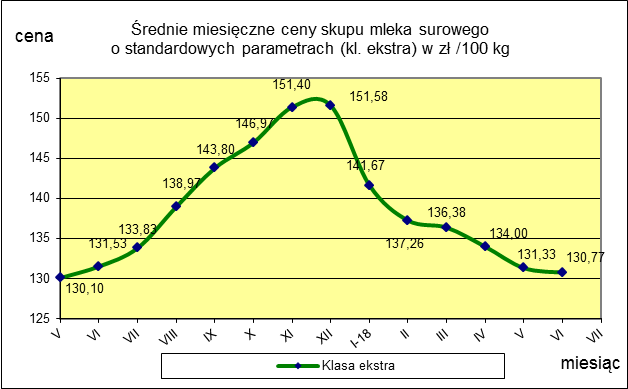 cena
Średnie miesięczne ceny skupu mleka surowego
o standardowych parametrach (kl. ekstra) w zł /100 kg
155
150
145
140
135
130
125
130,10
131,53
133,83
138,97
143,80
146,97
151,40
151,58
141,67
137,26
136,38
134,00
131,33
130,77
V
VI
VII
VIII
IX
X
XI
XII
I-18
II
III
IV
V
VI
VII
Klasa ekstra
miesiąc